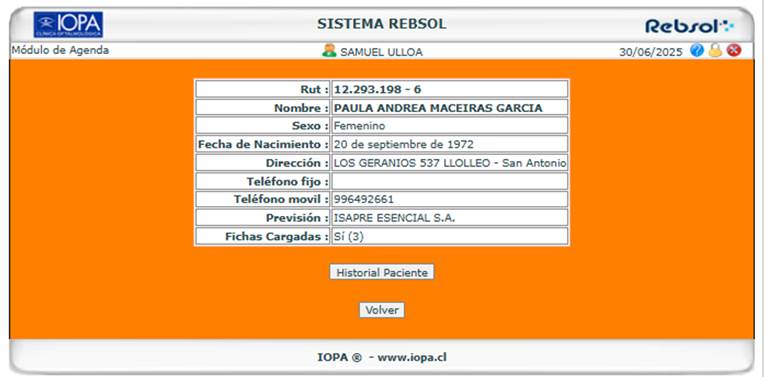 IOPA
CLINICA OFTALMOLOGICA
SISTEMA REBSOL
Rebsol
Módulo de Agenda
SAMUEL ULLOA
30/06/2025
Rut : 12.293.198 - 6
Nombre : PAULA ANDREA MACEIRAS GARCIA
Sexo : Femenino
Fecha de Nacimiento : 20 de septiembre de 1972
Dirección : LOS GERANIOS 537 LLOLLEO - San Antonio
Teléfono fijo :
Teléfono movil : 996492661
Previsión : ISAPRE ESENCIAL S.A.
Fichas Cargadas : Sí (3)
Historial Paciente
Volver
IOPA ® - www.iopa.cl